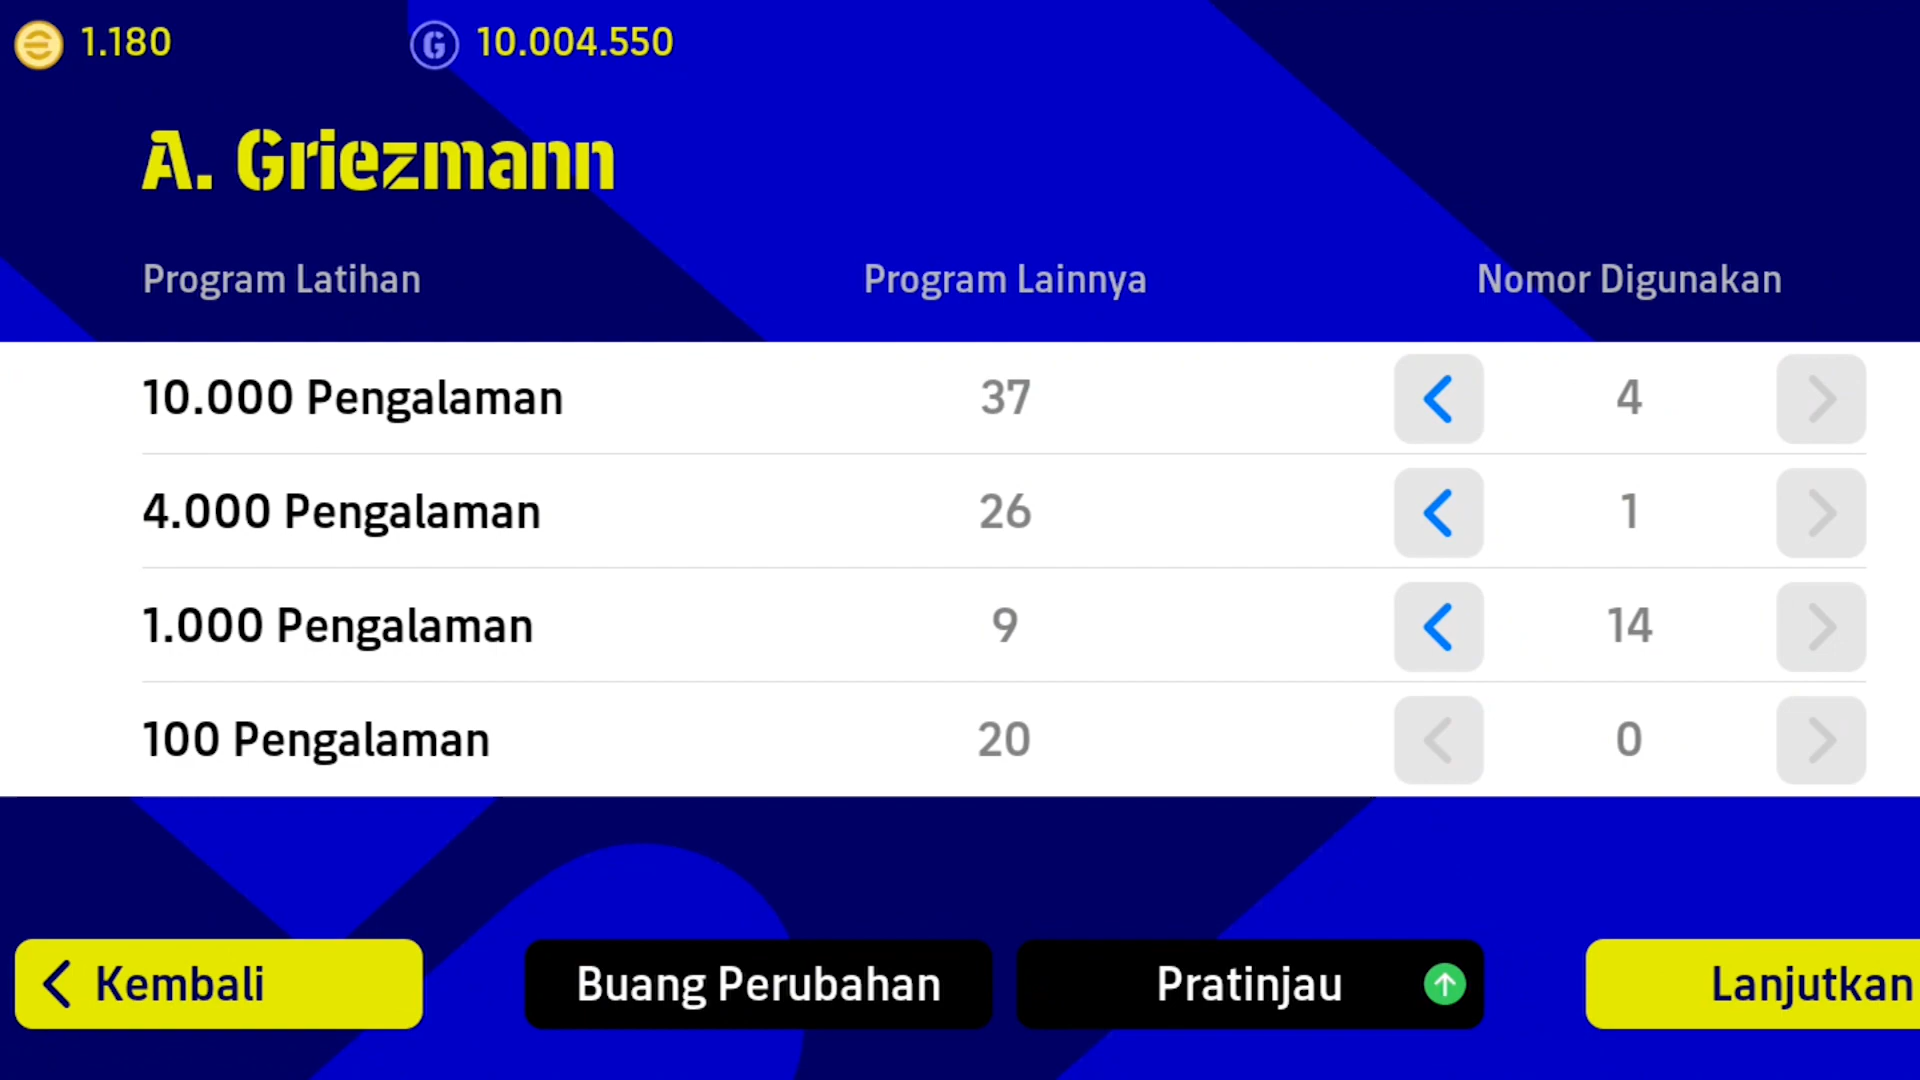 1.180 10.004.550
A. Griezmann
Program Latihan Program Lainnya Nomor Digunakan
10.000 Pengalaman 37 4
4.000 Pengalaman 26 1
1.000 Pengalaman 9 14
100 Pengalaman 20 0
Kembali Buang Perubahan Pratinjau Lanjutkan